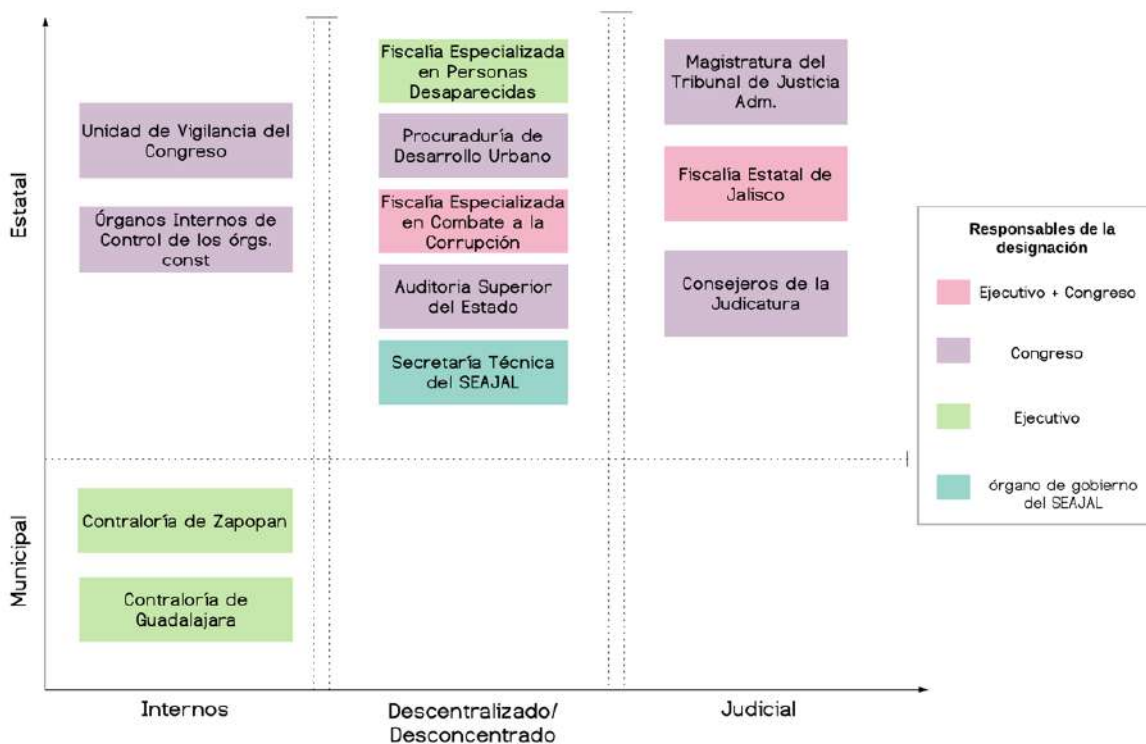 Estatal
Municipal
Unidad de Vigilancia del
Congreso
Órganos Internos de
Control de los órgs.
const
Contraloría de Zapopan
Contraloría de
Guadalajara
Fiscalía Especializada
en Personas
Desaparecidas
Procuraduría de
Desarrollo Urbano
Fiscalía Especializada
en Combate a la
Corrupción
Auditoria Superior
del Estado
Secretaría Técnica
del SEAJAL
Magistratura del
Tribunal de Justicia
Adm.
Fiscalía Estatal de
Jalisco
Consejeros de la
Judicatura
Responsables de la
designación
Ejecutivo + Congreso
Congreso
Ejecutivo
órgano de gobierno
del SEAJAL
Internos
Descentralizado/
Desconcentrado
Judicial